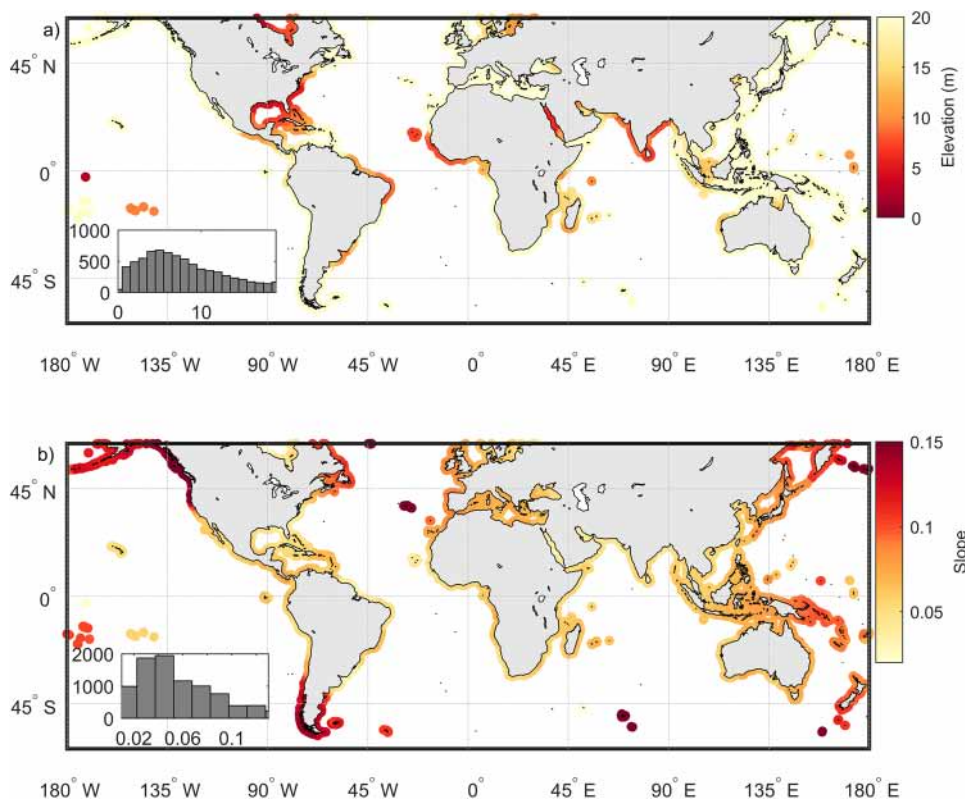 a)
45° N
0°
45° S
1000
500
0
0 10
180° W 135° W 90° W 45° W 0° 45° E 90° E 135° E 180° E
20
15
10
5
0
Elevation (m)
b)
45° N
0°
45° S
2000
1000
0
0.02 0.06 0.1
180° W 135° W 90° W 45° W 0° 45° E 90° E 135° E 180° E
0.15
0.1
0.05
Slope